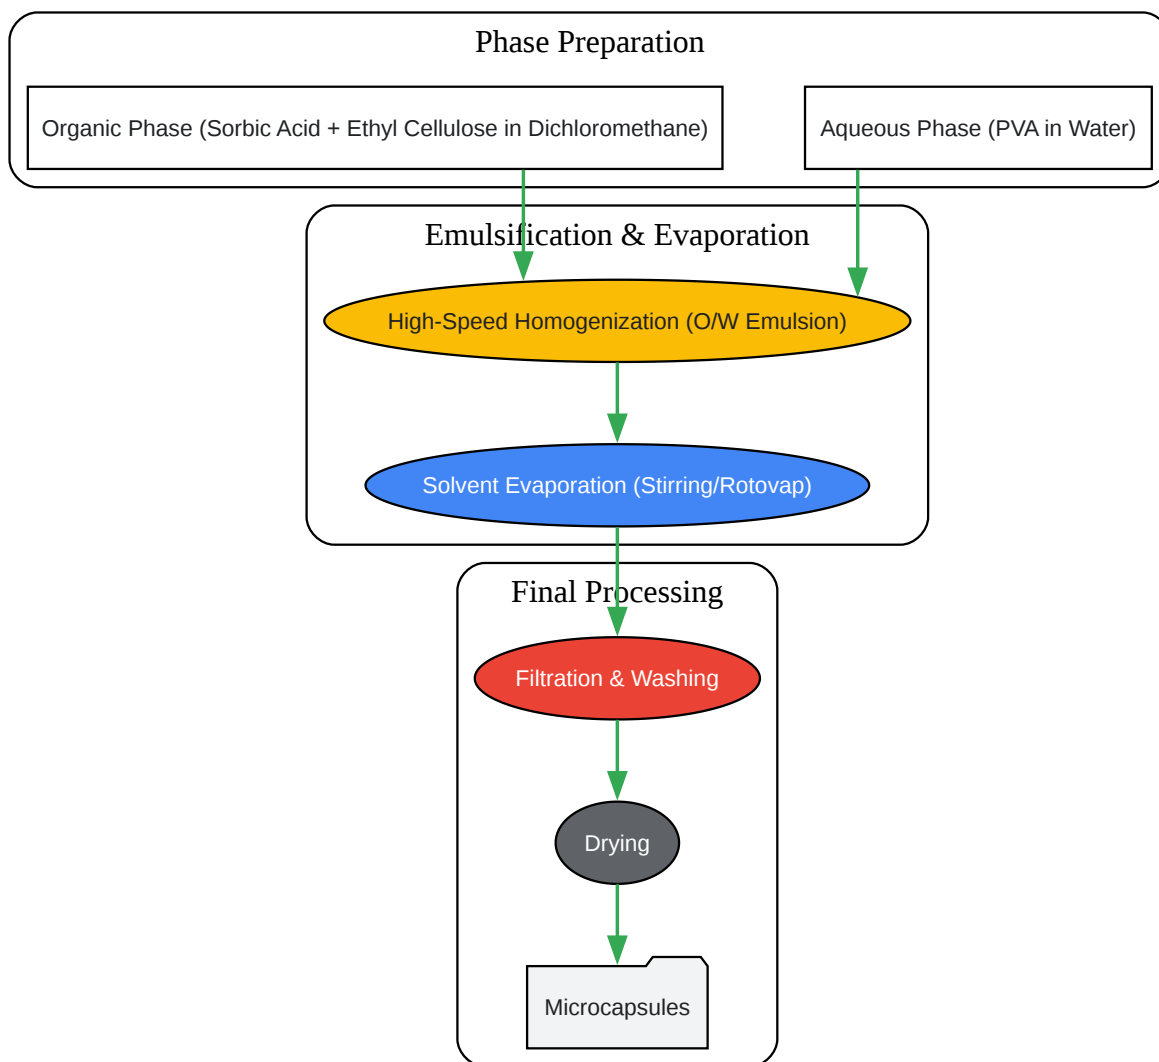 Phase Preparation
Organic Phase (Sorbic Acid + Ethyl Cellulose in Dichloromethane)
Aqueous Phase (PVA in Water)
Emulsification & Evaporation
High-Speed Homogenization (O/W Emulsion)
Solvent Evaporation (Stirring/Rotovap)
Final Processing
Filtration & Washing
Drying
Microcapsules